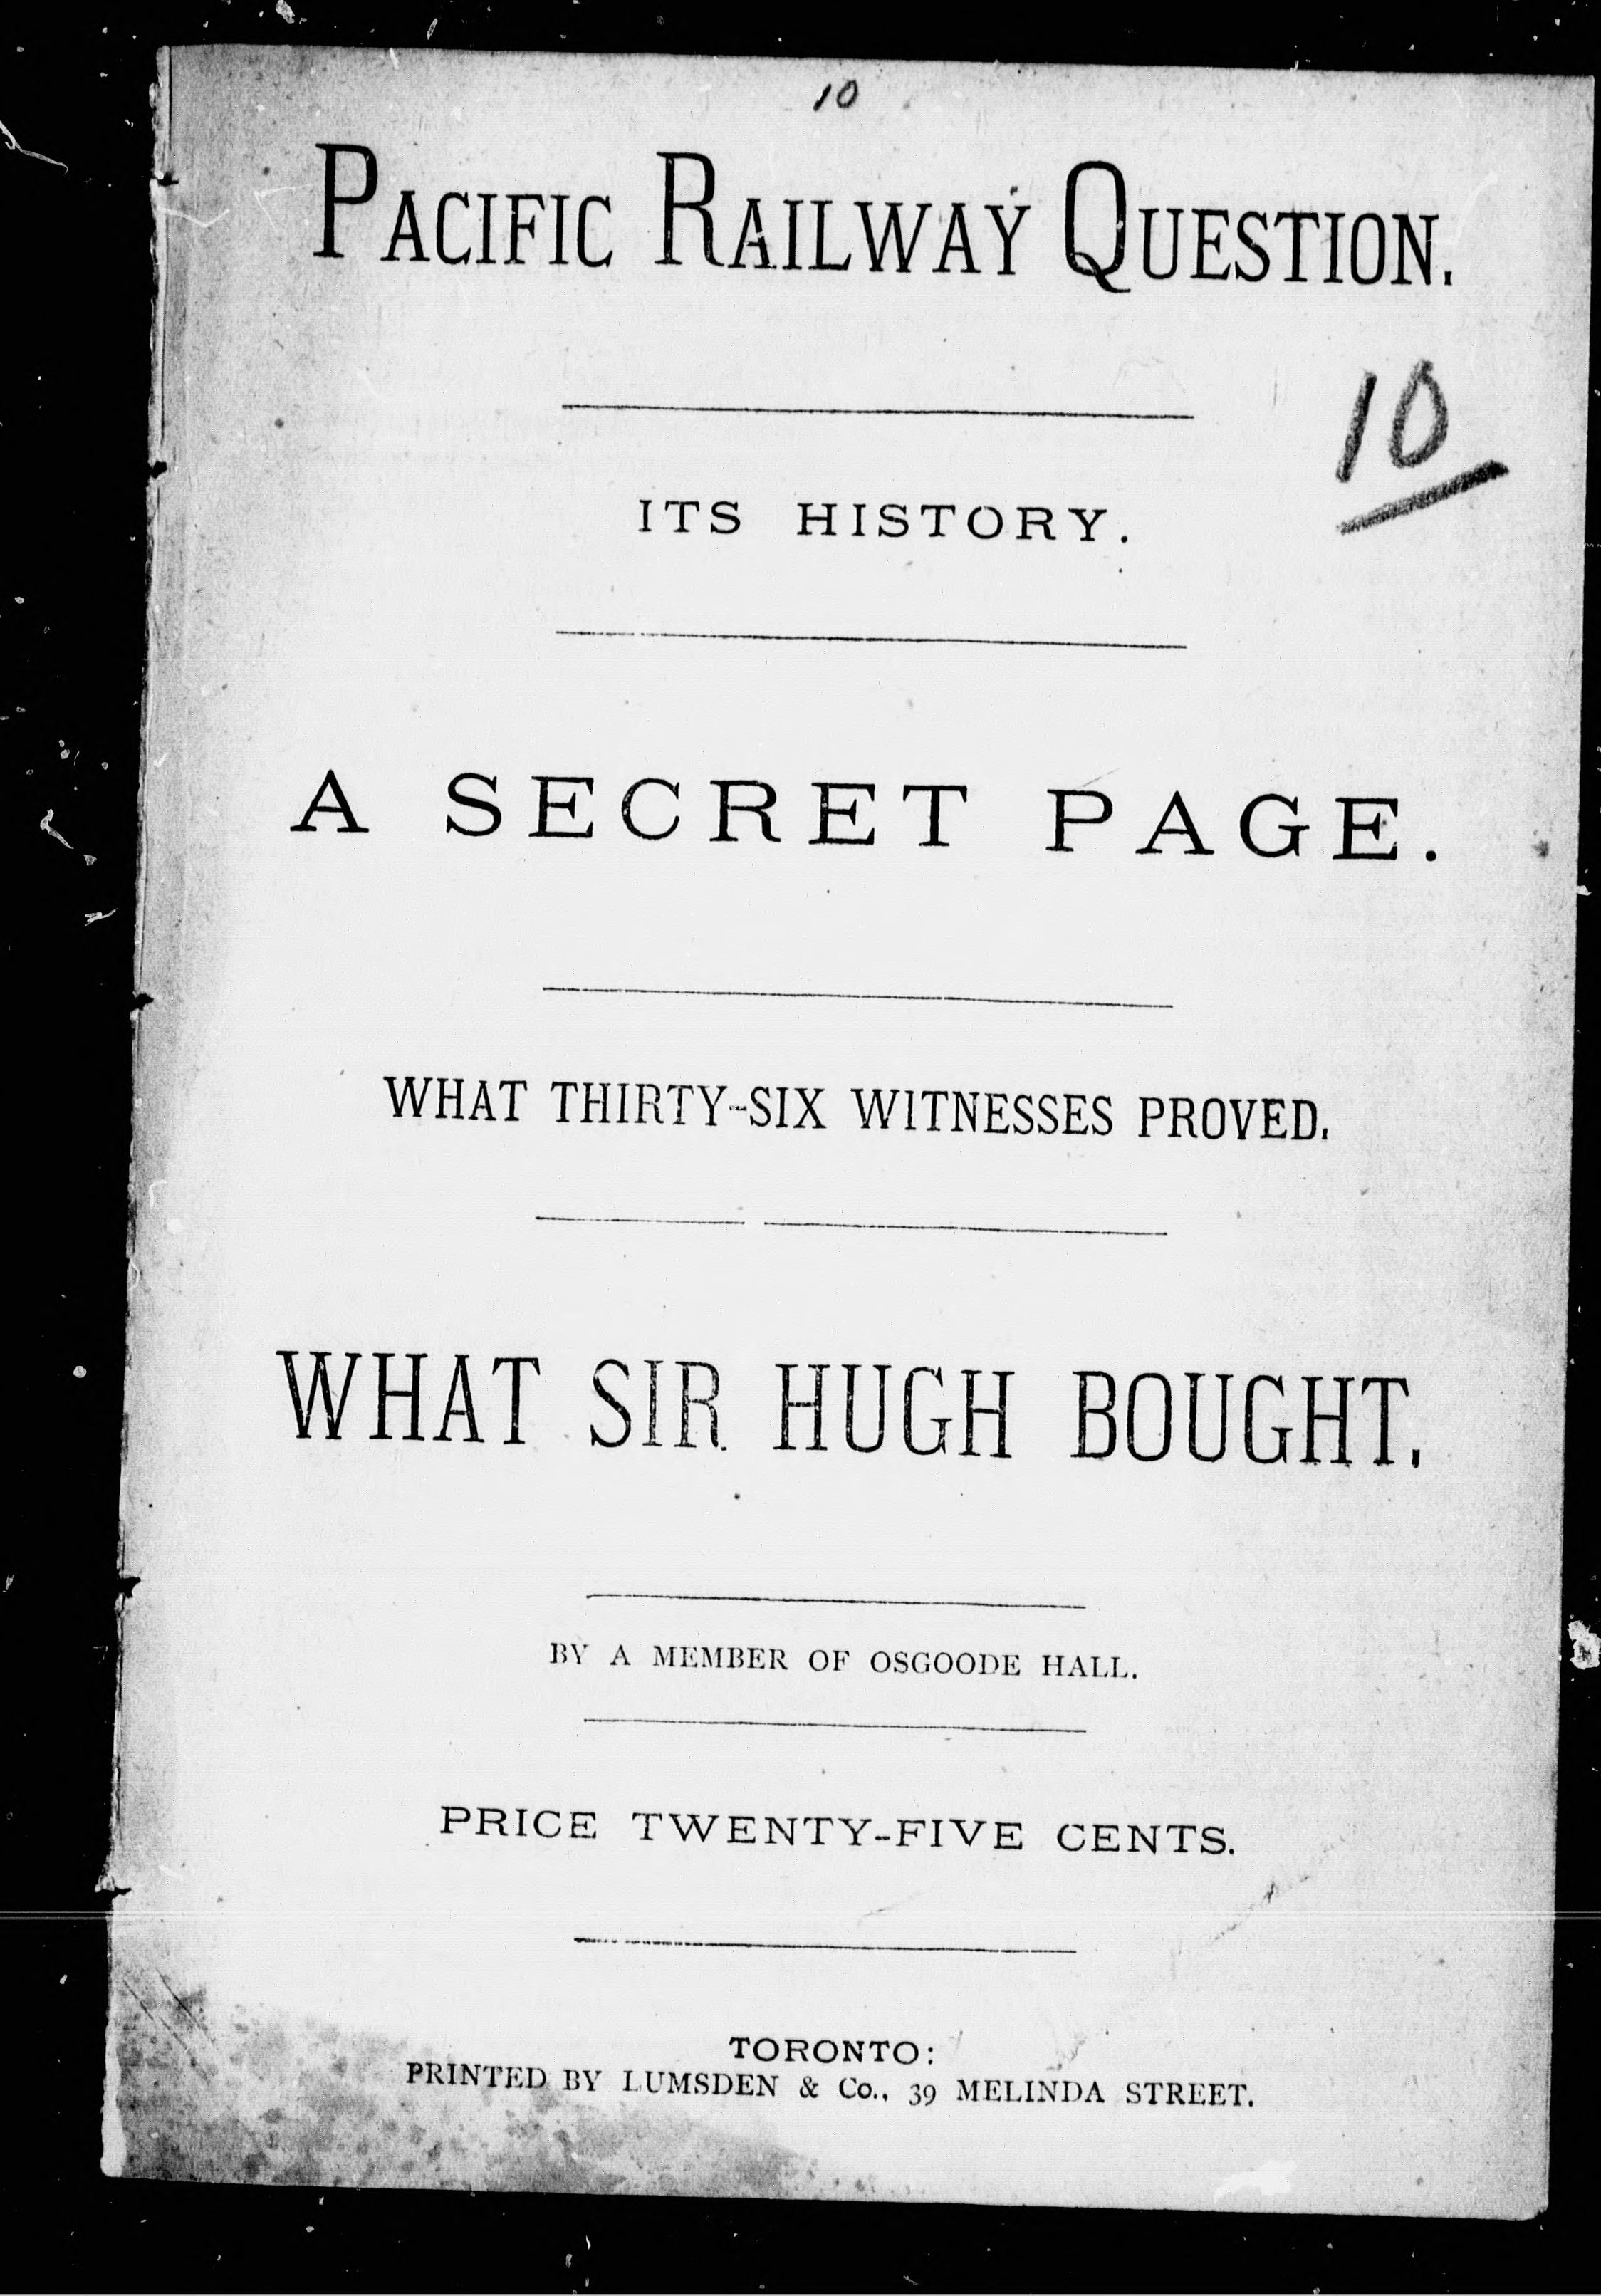 10
PACIFIC RAILWAY QUESTION.
10
ITS HISTORY.
A SECRET PAGE.
WHAT THIRTY-SIX WITNESSES PROVED.
WHAT SIR HUGH BOUGHT.
BY A MEMBER OF OSGOODE HALL.
PRICE TWENTY-FIVE CENTS.
TORONTO:
PRINTED BY LUMSDEN & Co., 39 MELINDA STREET.